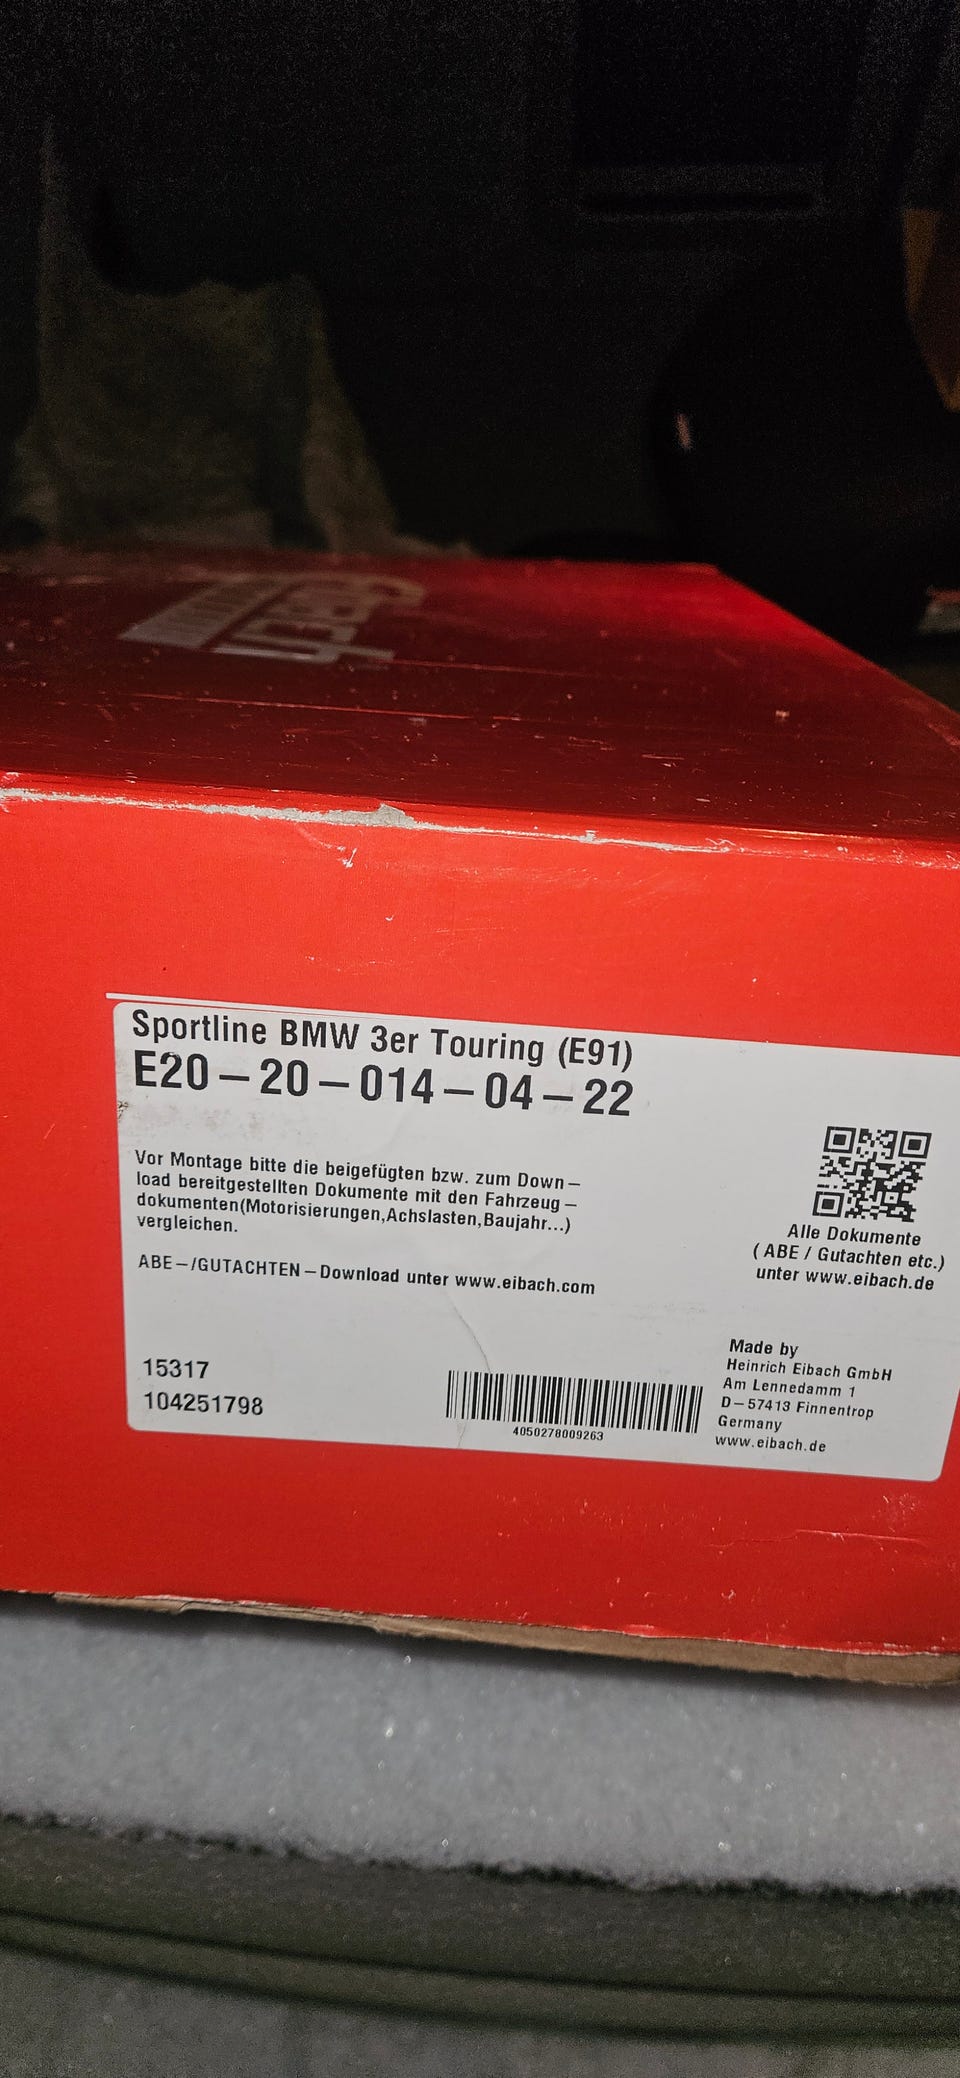 eibach
Sportline BMW 3er Touring (E91)
E20-20-014-04-22
Vor Montage bitte die beigefügten bzw. zum Down-
load bereitgestellten Dokumente mit den Fahrzeug-
dokumenten(Motorisierungen,Achslasten,Baujahr...)
vergleichen.
ABE-/GUTACHTEN-Download unter www.eibach.com
15317
104251798
4050278009263
Alle Dokumente
( ABE / Gutachten etc.)
unter www.eibach.de
Made by
Heinrich Eibach GmbH
Am Lennedamm 1
D-57413 Finnentrop
Germany
www.eibach.de